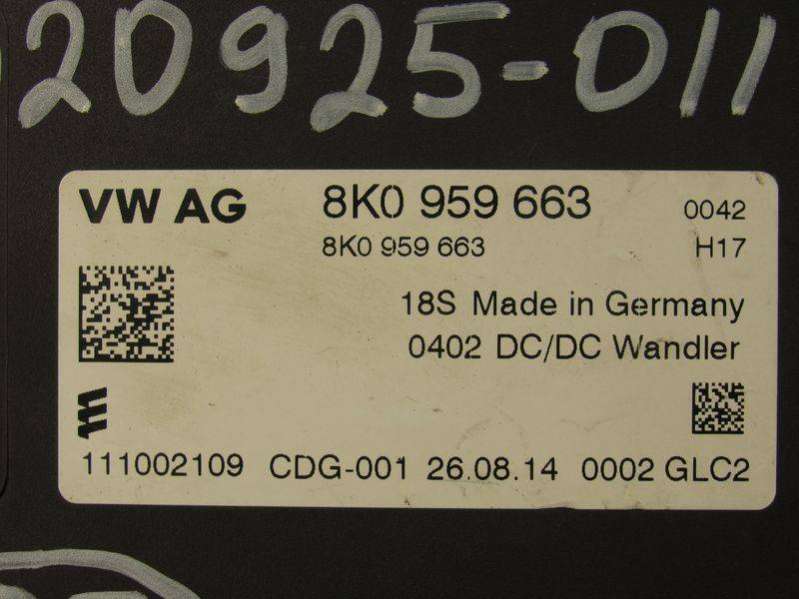 020925-011
VW AG 8K0 959 663 0042
8K0 959 663 H17
18S Made in Germany
0402 DC/DC Wandler
111002109 CDG-001 26.08.14 0002 GLC2